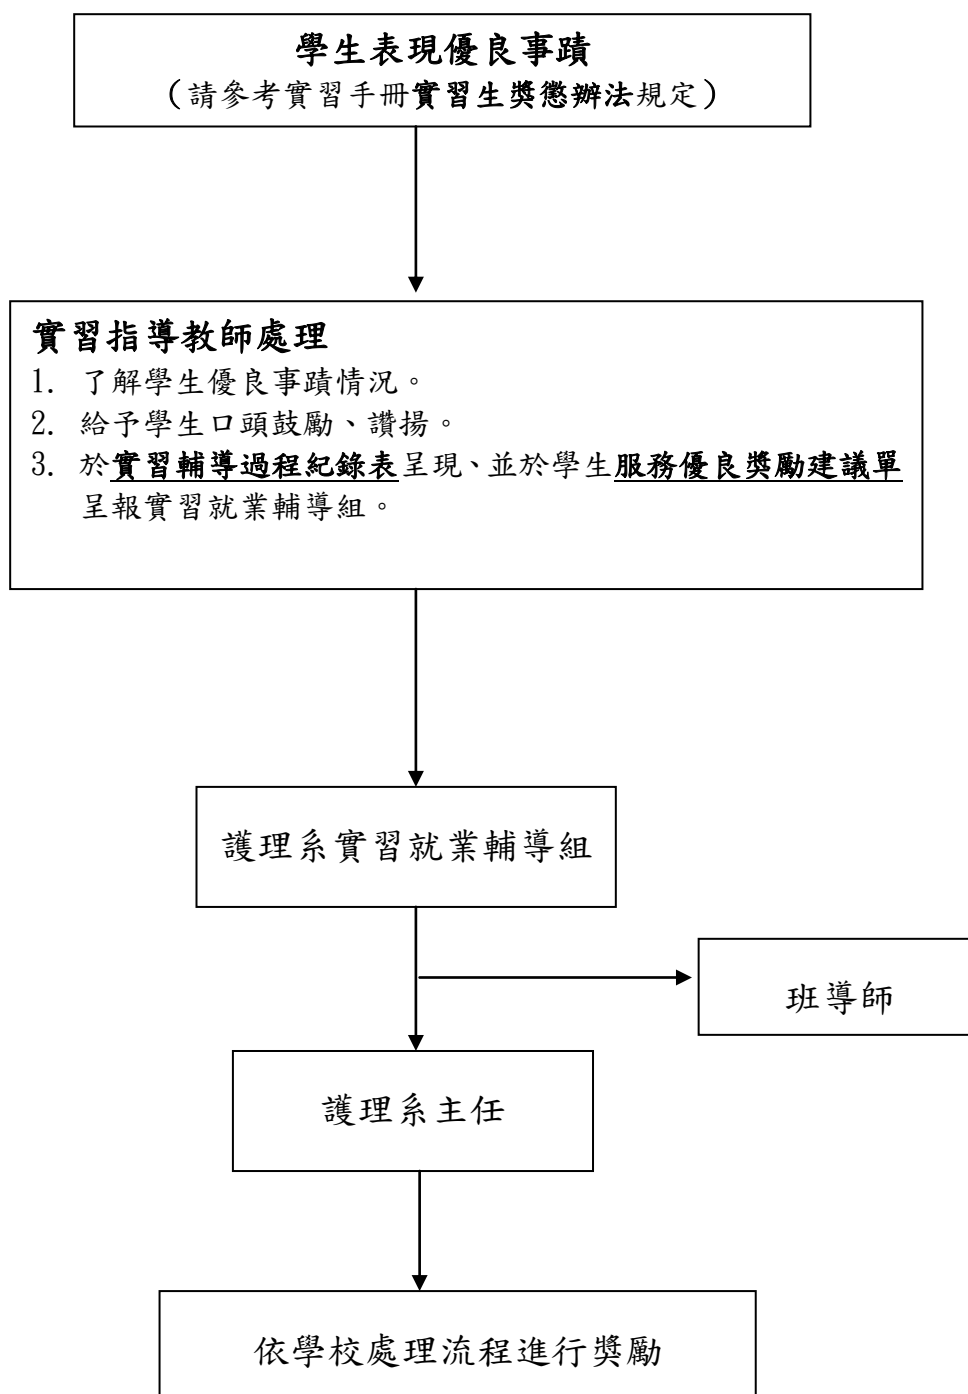 學生表現優良事蹟
（請參考實習手冊實習生獎懲辦法規定）
實習指導教師處理
1. 了解學生優良事蹟情況。
2. 給予學生口頭鼓勵、讚揚。
3. 於實習輔導過程紀錄表呈現、並於學生服務優良獎勵建議單
呈報實習就業輔導組。
護理系實習就業輔導組
班導師
護理系主任
依學校處理流程進行獎勵